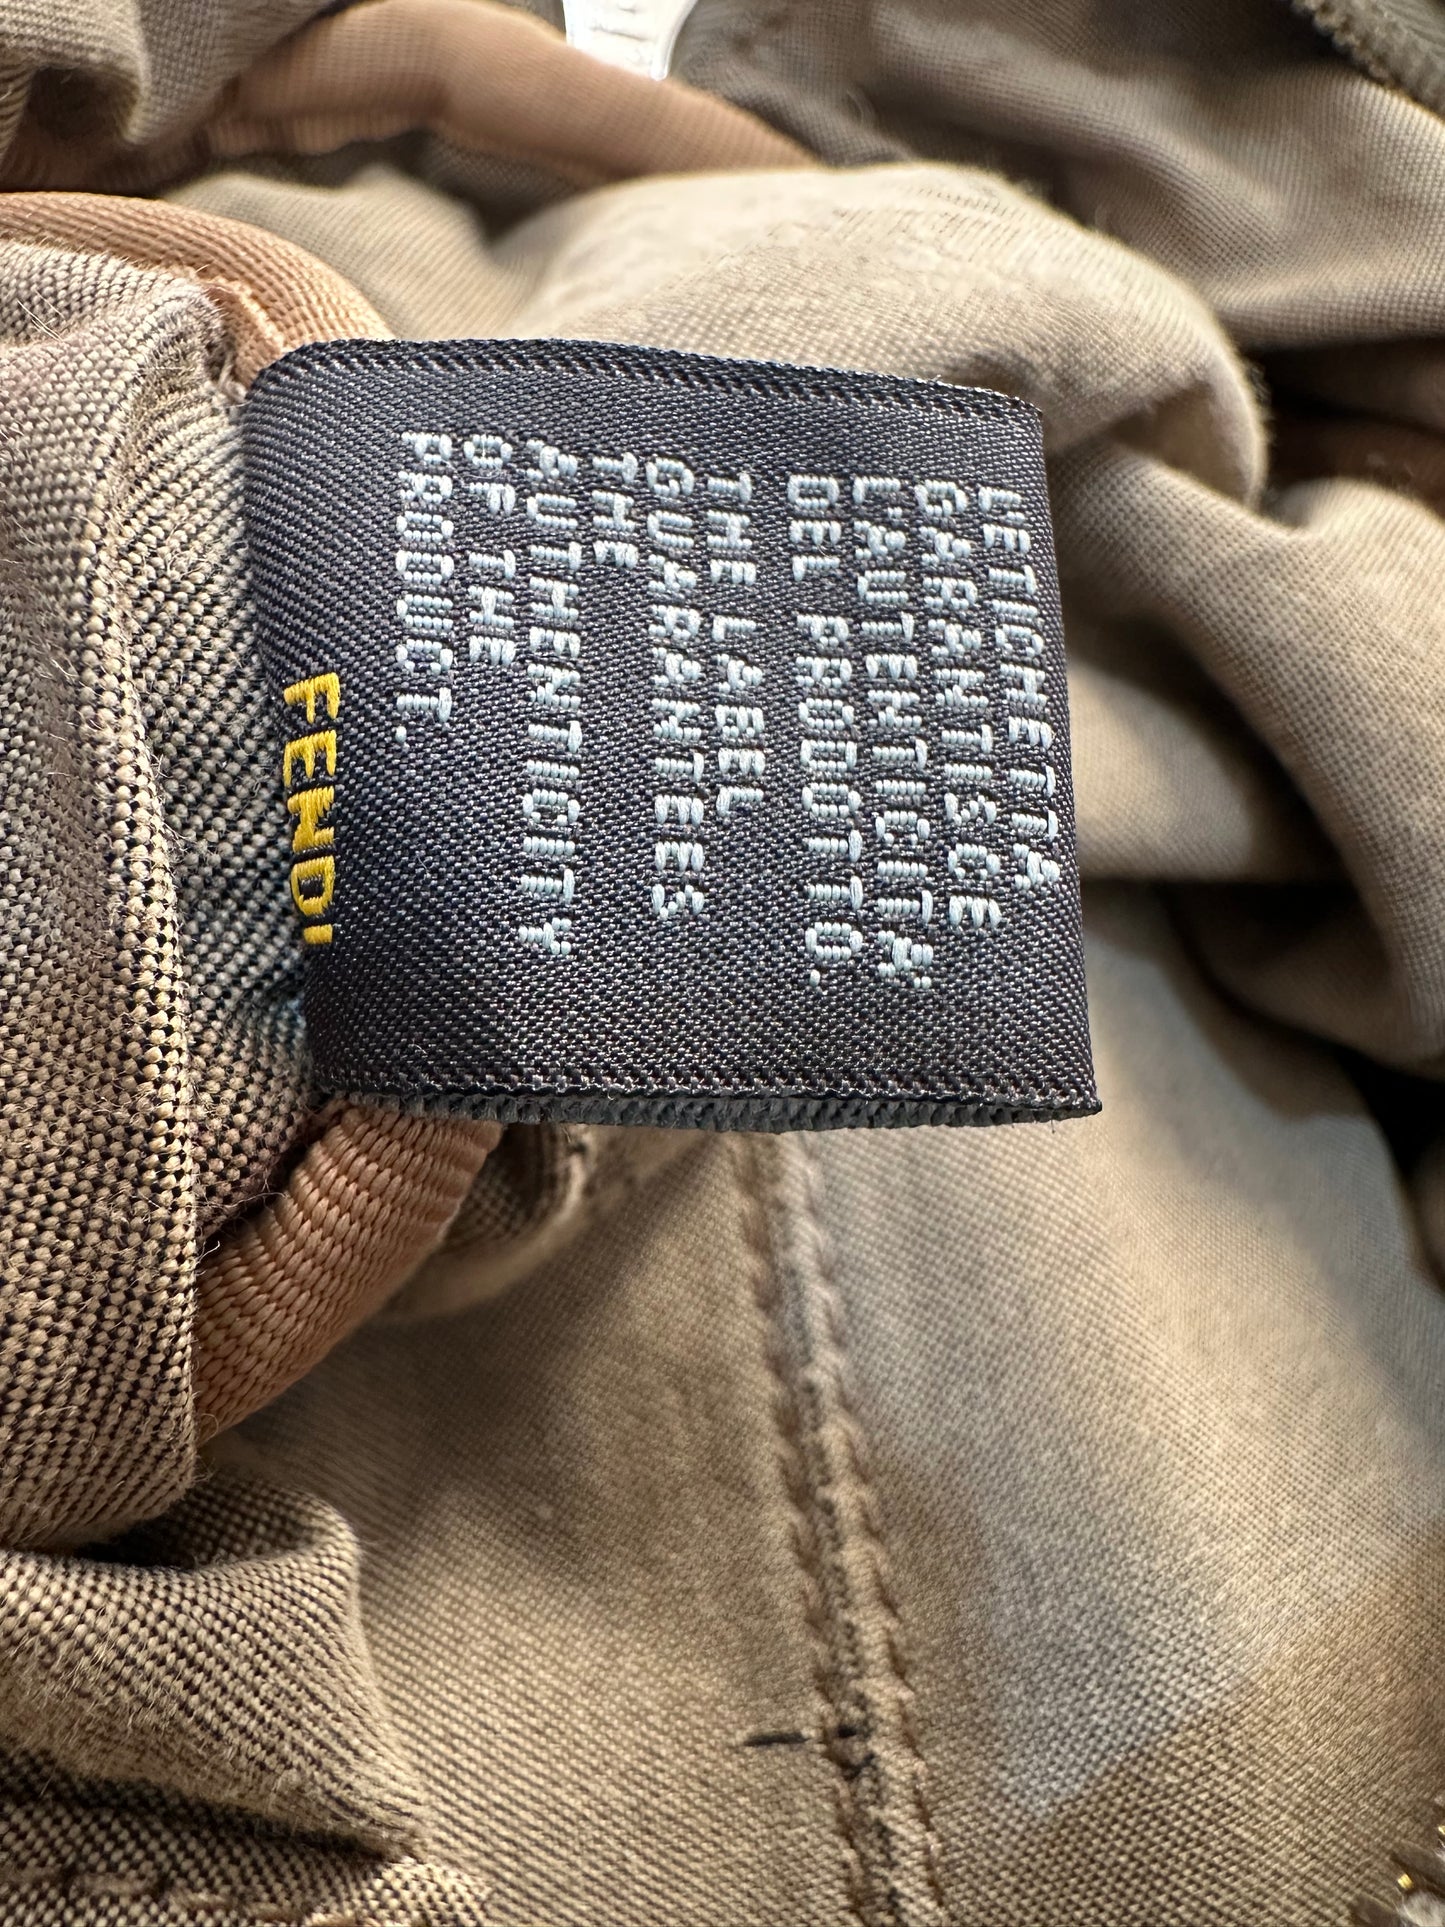 L'ETICHETTA
GARANTISCE
L'AUTENTICITA'
DEL PRODOTTO.
THE LABEL
GUARANTEES
THE
AUTHENTICITY
OF THE
PRODUCT.
FENDI